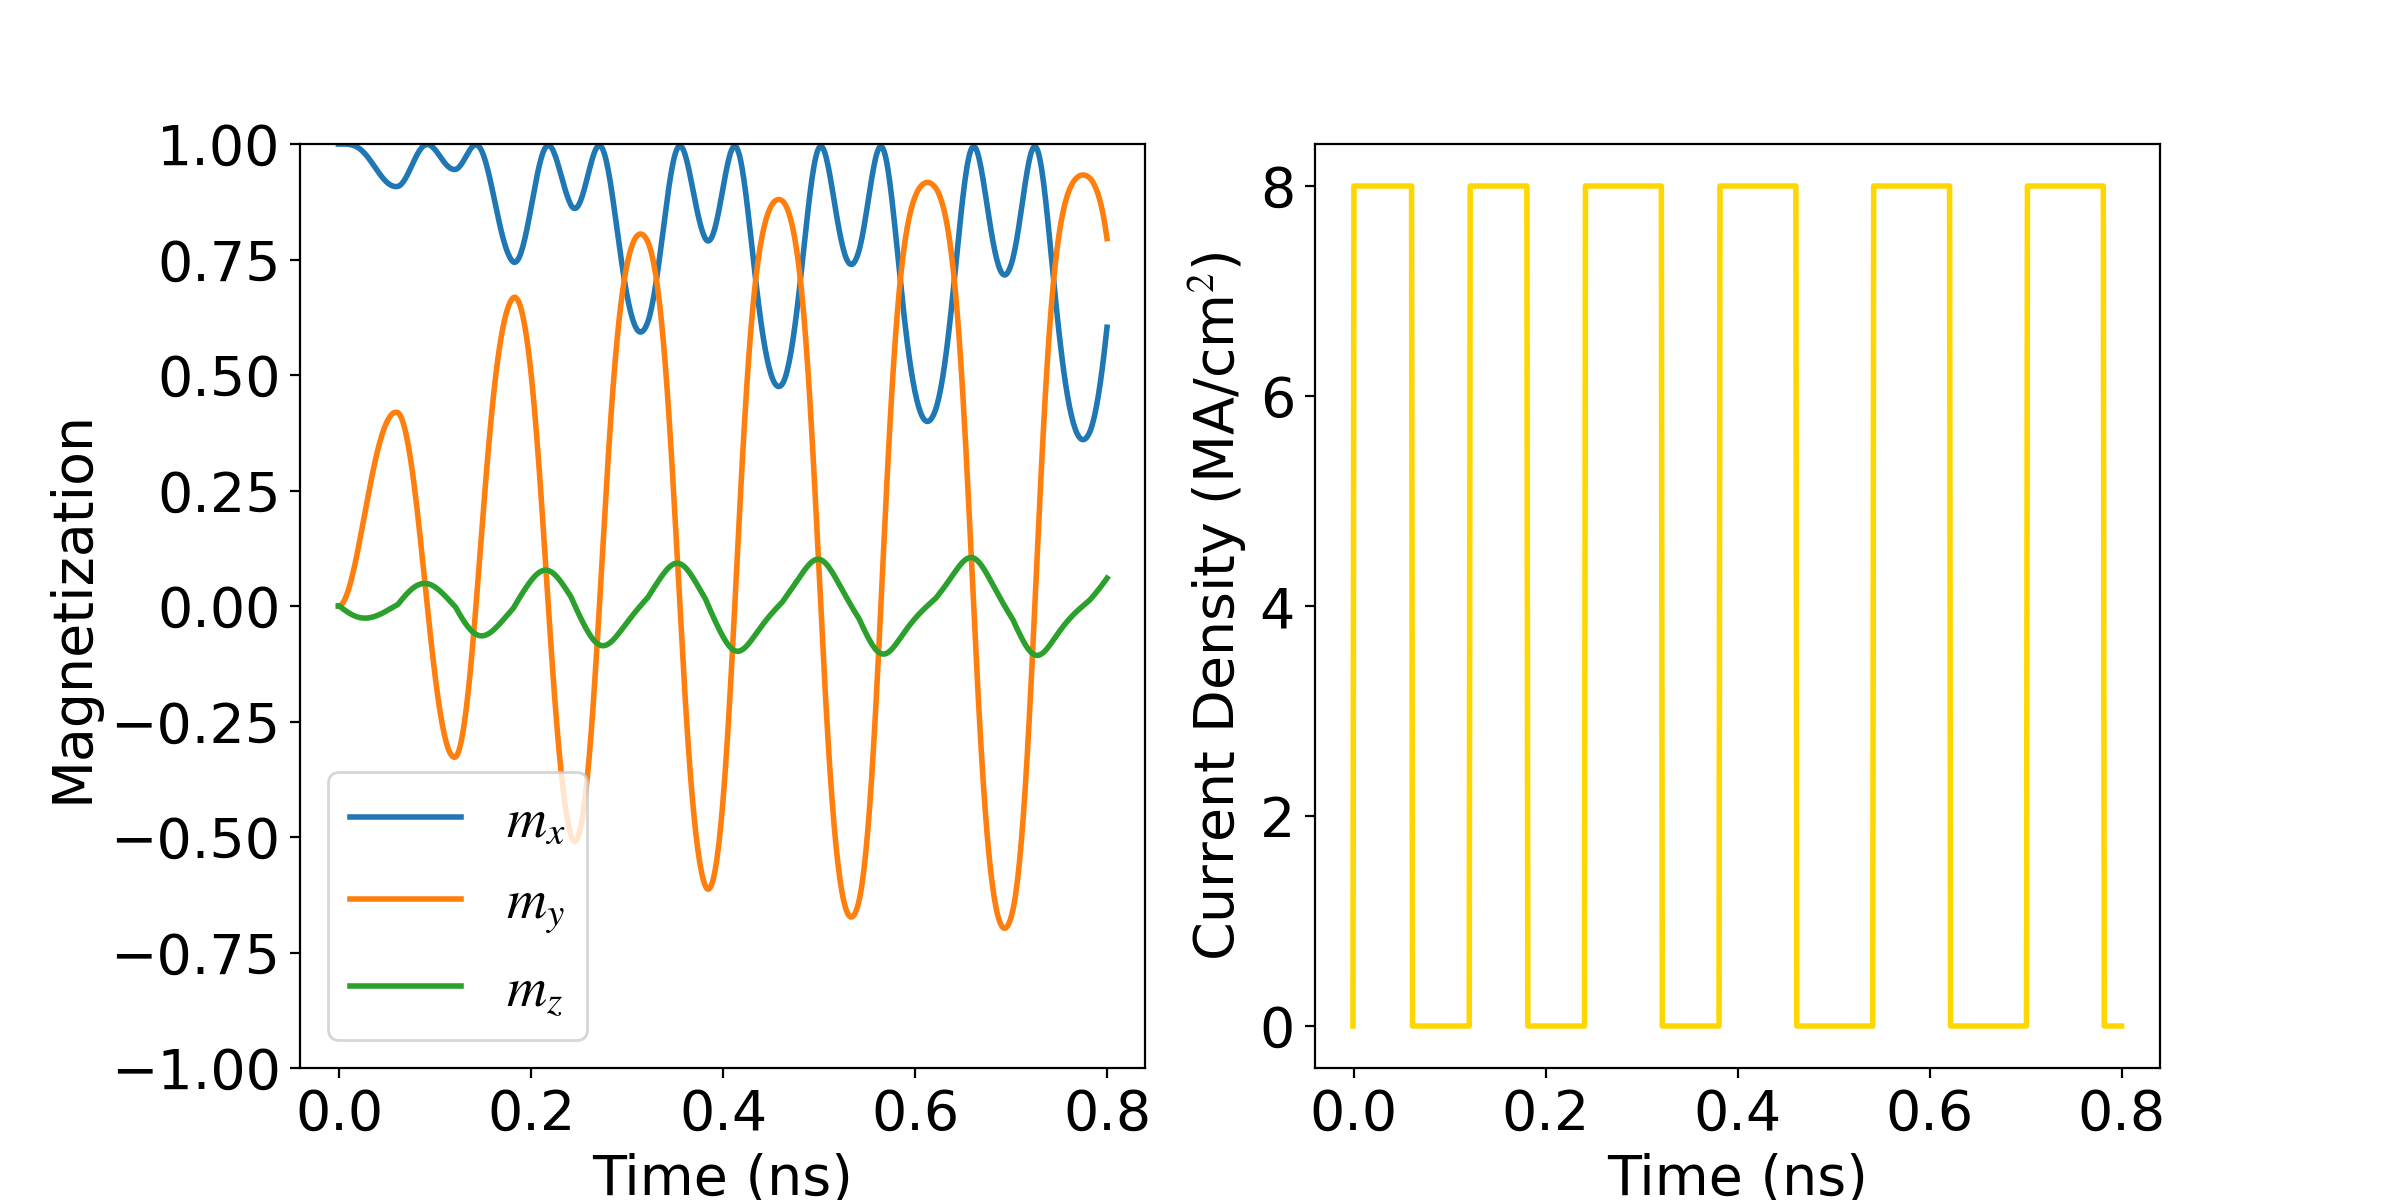 Magnetization
1.00
0.75
0.50
0.25
0.00
−0.25
−0.50
−0.75
−1.00
0.0 0.2 0.4 0.6 0.8
Time (ns)
m_x
m_y
m_z
Current Density (MA/cm²)
8
6
4
2
0
0.0 0.2 0.4 0.6 0.8
Time (ns)